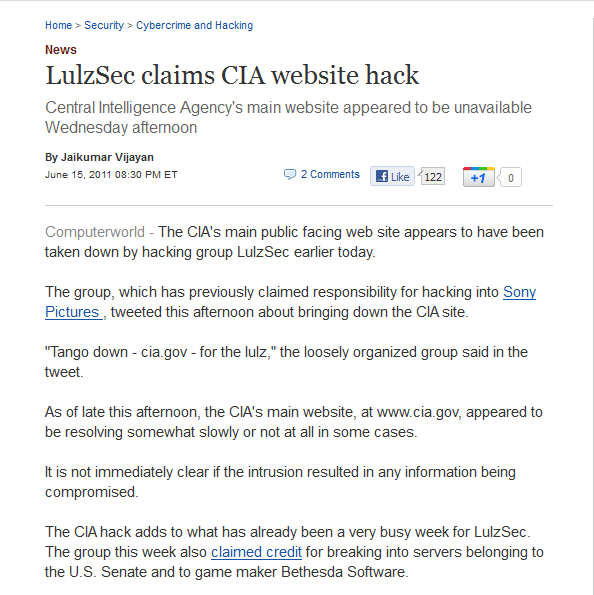 Home > Security > Cybercrime and Hacking
News
LulzSec claims CIA website hack
Central Intelligence Agency's main website appeared to be unavailable
Wednesday afternoon
By Jaikumar Vijayan
June 15, 2011 08:30 PM ET
2 Comments
Like 122
+1 0
Computerworld - The CIA's main public facing web site appears to have been
taken down by hacking group LulzSec earlier today.
The group, which has previously claimed responsibility for hacking into Sony
Pictures , tweeted this afternoon about bringing down the CIA site.
"Tango down - cia.gov - for the lulz," the loosely organized group said in the
tweet.
As of late this afternoon, the CIA's main website, at www.cia.gov, appeared to
be resolving somewhat slowly or not at all in some cases.
It is not immediately clear if the intrusion resulted in any information being
compromised.
The CIA hack adds to what has already been a very busy week for LulzSec.
The group this week also claimed credit for breaking into servers belonging to
the U.S. Senate and to game maker Bethesda Software.